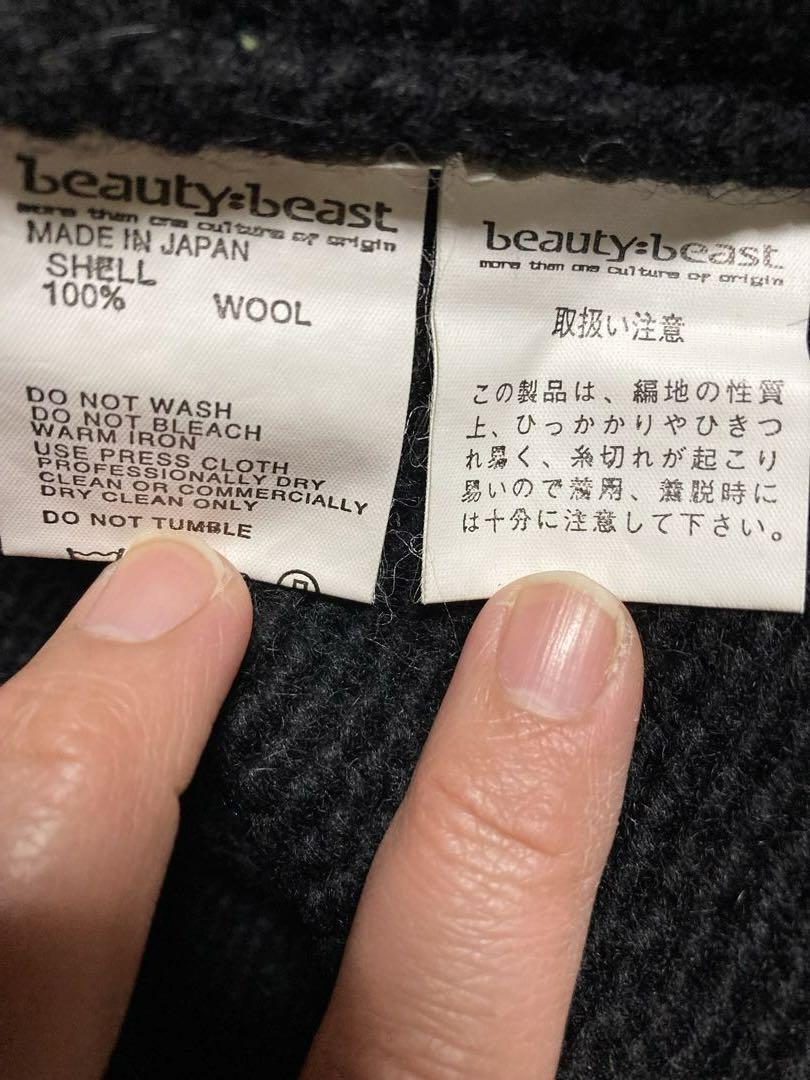 beauty:beast
more than one culture of origin
MADE IN JAPAN
SHELL
100% WOOL
DO NOT WASH
DO NOT BLEACH
WARM IRON
USE PRESS CLOTH
PROFESSIONALLY DRY
CLEAN OR COMMERCIALLY
DRY CLEAN ONLY
DO NOT TUMBLE
beauty:beast
more than one culture of origin
取扱い注意
この製品は、編地の性質
上、ひっかかりやひきつ
れ易く、糸切れが起こり
易いので着用、着脱時に
は十分に注意して下さい。